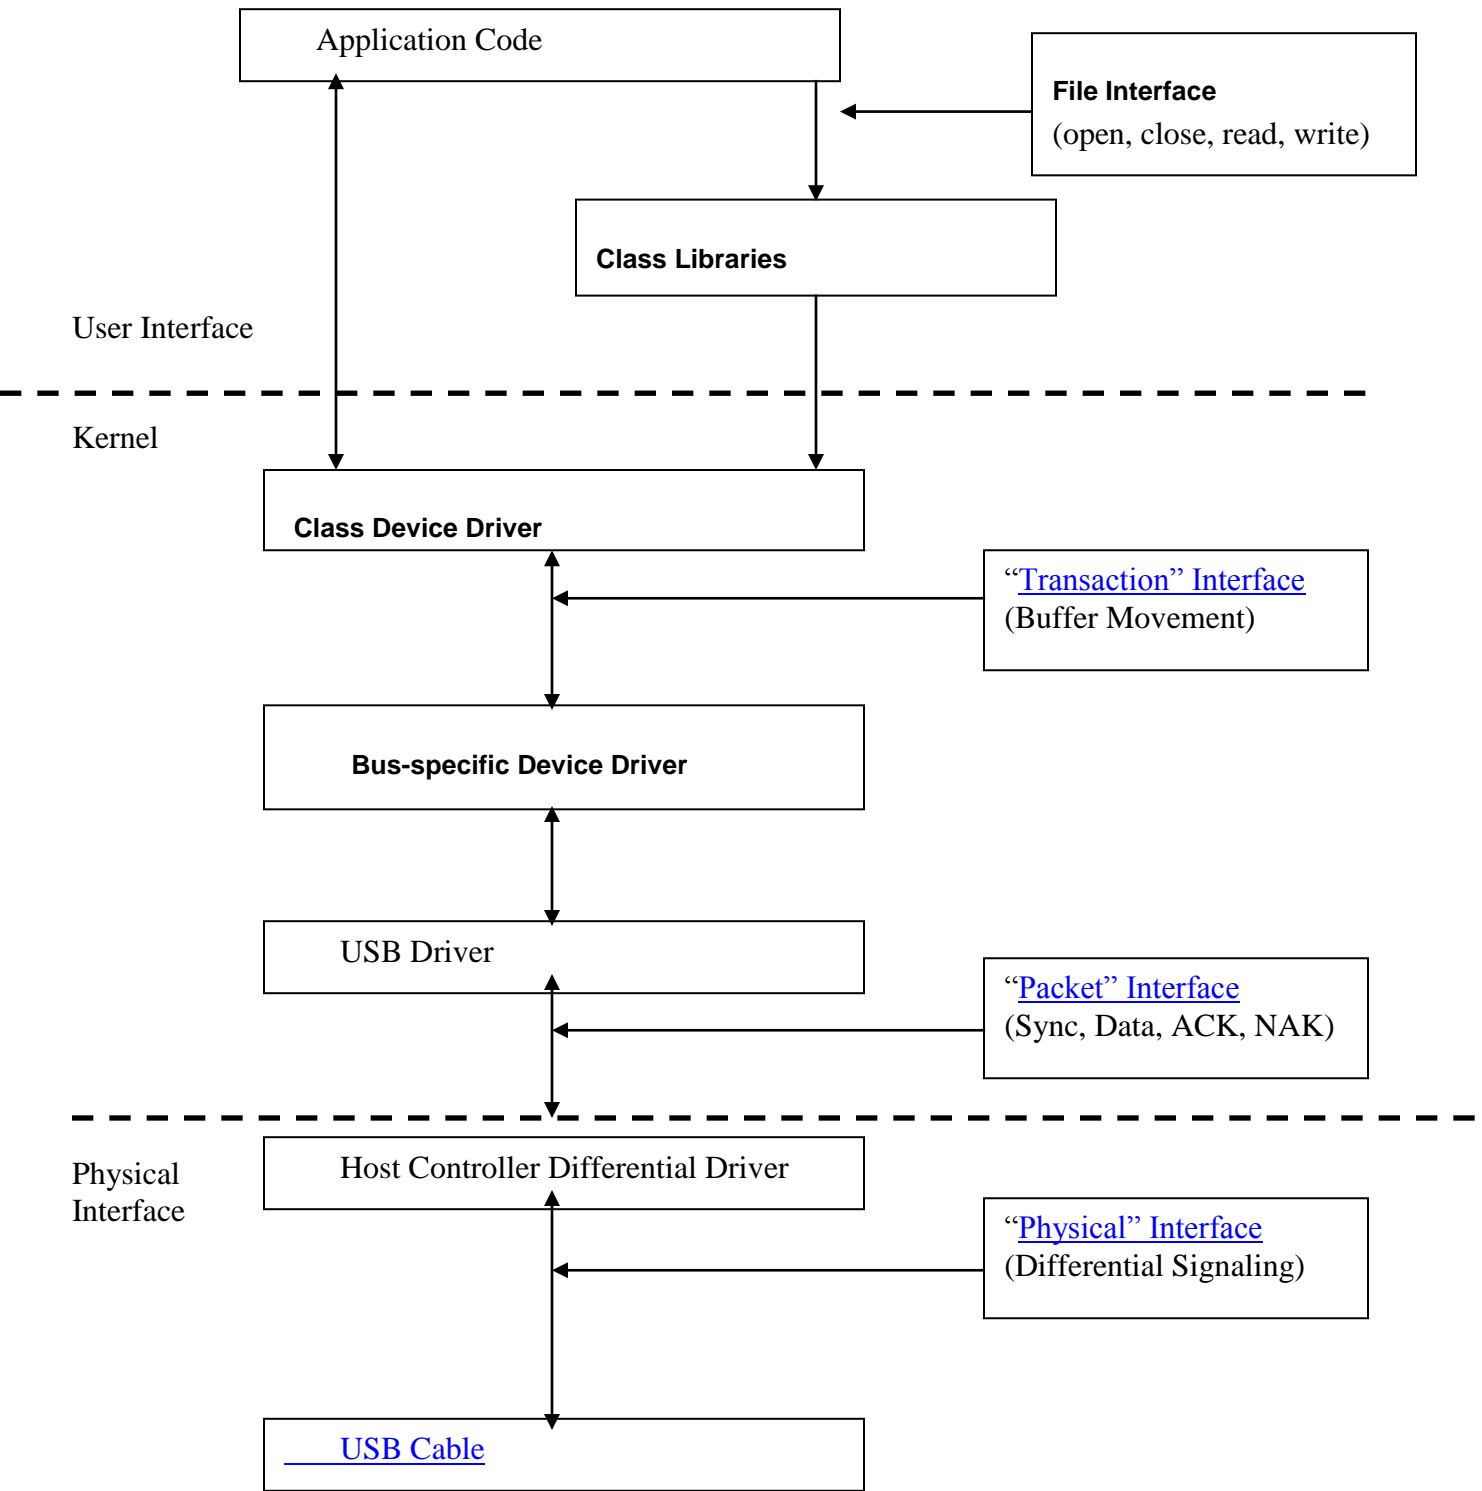 Application Code
File Interface
(open, close, read, write)
Class Libraries
User Interface
Kernel
Class Device Driver
“Transaction” Interface
(Buffer Movement)
Bus-specific Device Driver
USB Driver
“Packet” Interface
(Sync, Data, ACK, NAK)
Host Controller Differential Driver
Physical
Interface
“Physical” Interface
(Differential Signaling)
USB Cable